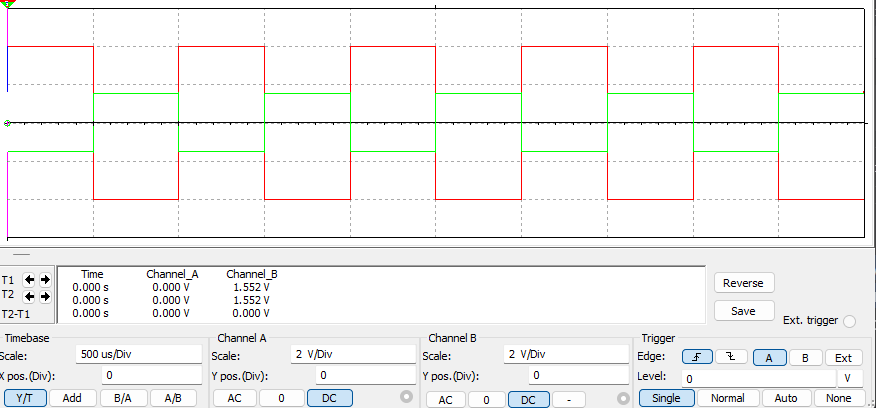 Time Channel_A Channel_B
T1 0.000 s 0.000 V 1.552 V
T2 0.000 s 0.000 V 1.552 V
T2-T1 0.000 s 0.000 V 0.000 V
Reverse
Save
Ext. trigger
Timebase
Scale: 500 us/Div
X pos.(Div): 0
Y/T Add B/A A/B
Channel A
Scale: 2 V/Div
Y pos.(Div): 0
AC 0 DC
Channel B
Scale: 2 V/Div
Y pos.(Div): 0
AC 0 DC -
Trigger
Edge: A B Ext
Level: 0 V
Single Normal Auto None